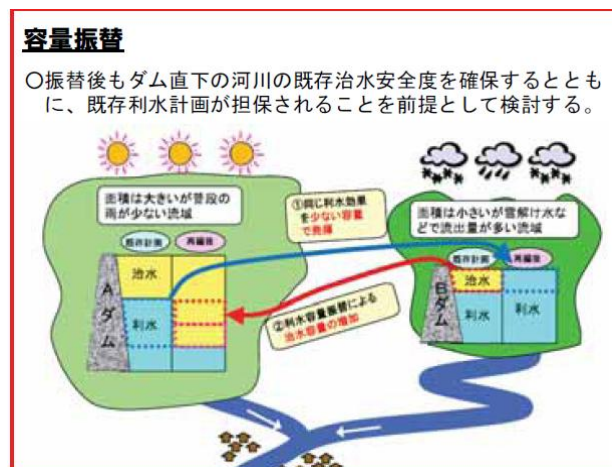 容量振替
○振替後もダム直下の河川の既存治水安全度を確保するととも
に、既存利水計画が担保されることを前提として検討する。
面積は大きいが普段の
雨が少ない流域
既存計画
再編後
治水
Aダム
利水
①同じ利水効果
を少ない容量
で発揮
②利水容量振替による
治水容量の増加
面積は小さいが雪解け水な
どで流出量が多い流域
既存計画
再編後
治水
Bダム
利水
利水